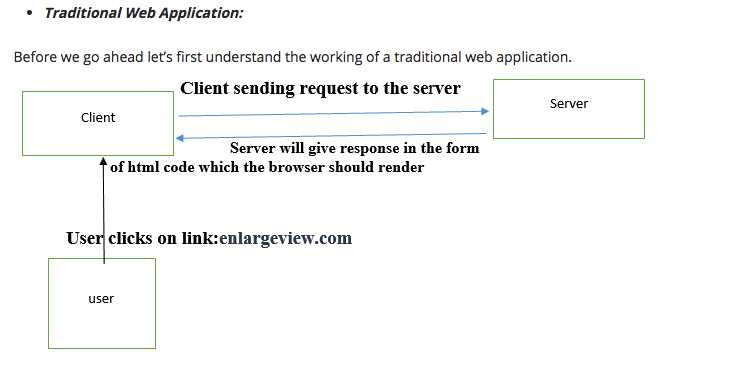 • Traditional Web Application:
Before we go ahead let's first understand the working of a traditional web application.
Client sending request to the server
Client
Server
Server will give response in the form
of html code which the browser should render
User clicks on link:enlargeview.com
user